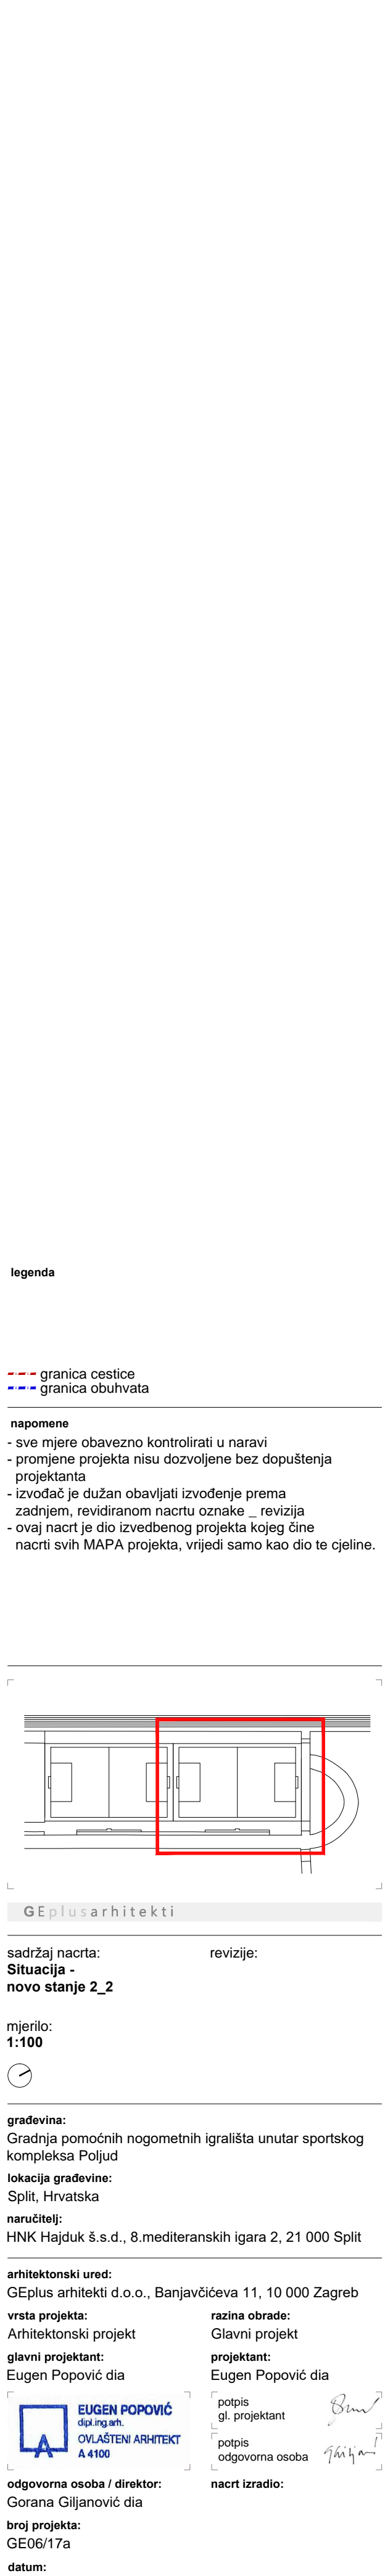 legenda
granica cestice
granica obuhvata
napomene
- sve mjere obavezno kontrolirati u naravi
- promjene projekta nisu dozvoljene bez dopuštenja
projektanta
- izvođač je dužan obavljati izvođenje prema
zadnjem, revidiranom nacrtu oznake _ revizija
- ovaj nacrt je dio izvedbenog projekta kojeg čine
nacrti svih MAPA projekta, vrijedi samo kao dio te cjeline.
GEplusarhitekti
sadržaj nacrta:
Situacija -
novo stanje 2_2
revizije:
mjerilo:
1:100
građevina:
Gradnja pomoćnih nogometnih igrališta unutar sportskog
kompleksa Poljud
lokacija građevine:
Split, Hrvatska
naručitelj:
HNK Hajduk š.s.d., 8.mediteranskih igara 2, 21 000 Split
arhitektonski ured:
GEplus arhitekti d.o.o., Banjavčićeva 11, 10 000 Zagreb
vrsta projekta:
Arhitektonski projekt
razina obrade:
Glavni projekt
glavni projektant:
Eugen Popović dia
projektant:
Eugen Popović dia
EUGEN POPOVIĆ
dipl.ing.arh.
OVLAŠTENI ARHITEKT
A 4100
potpis
gl. projektant
potpis
odgovorna osoba
odgovorna osoba / direktor:
Gorana Giljanović dia
nacrt izradio:
broj projekta:
GE06/17a
datum: